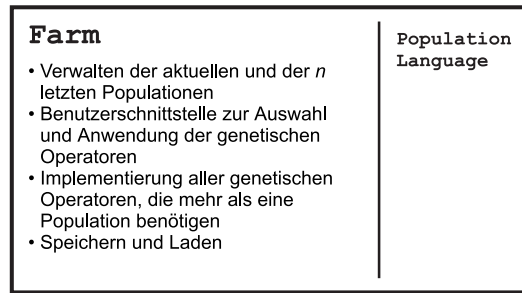 Farm
• Verwalten der aktuellen und der n
letzten Populationen
• Benutzerschnittstelle zur Auswahl
und Anwendung der genetischen
Operatoren
• Implementierung aller genetischen
Operatoren, die mehr als eine
Population benötigen
• Speichern und Laden
Population
Language